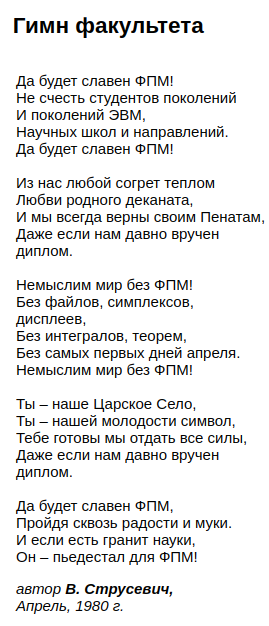 Гимн факультета
Да будет славен ФПМ!
Не счесть студентов поколений
И поколений ЭВМ,
Научных школ и направлений.
Да будет славен ФПМ!
Из нас любой согрет теплом
Любви родного деканата,
И мы всегда верны своим Пенатам,
Даже если нам давно вручен
диплом.
Немыслим мир без ФПМ!
Без файлов, симплексов,
дисплеев,
Без интегралов, теорем,
Без самых первых дней апреля.
Немыслим мир без ФПМ!
Ты – наше Царское Село,
Ты – нашей молодости символ,
Тебе готовы мы отдать все силы,
Даже если нам давно вручен
диплом.
Да будет славен ФПМ,
Пройдя сквозь радости и муки.
И если есть гранит науки,
Он – пьедестал для ФПМ!
автор В. Струсевич,
Апрель, 1980 г.